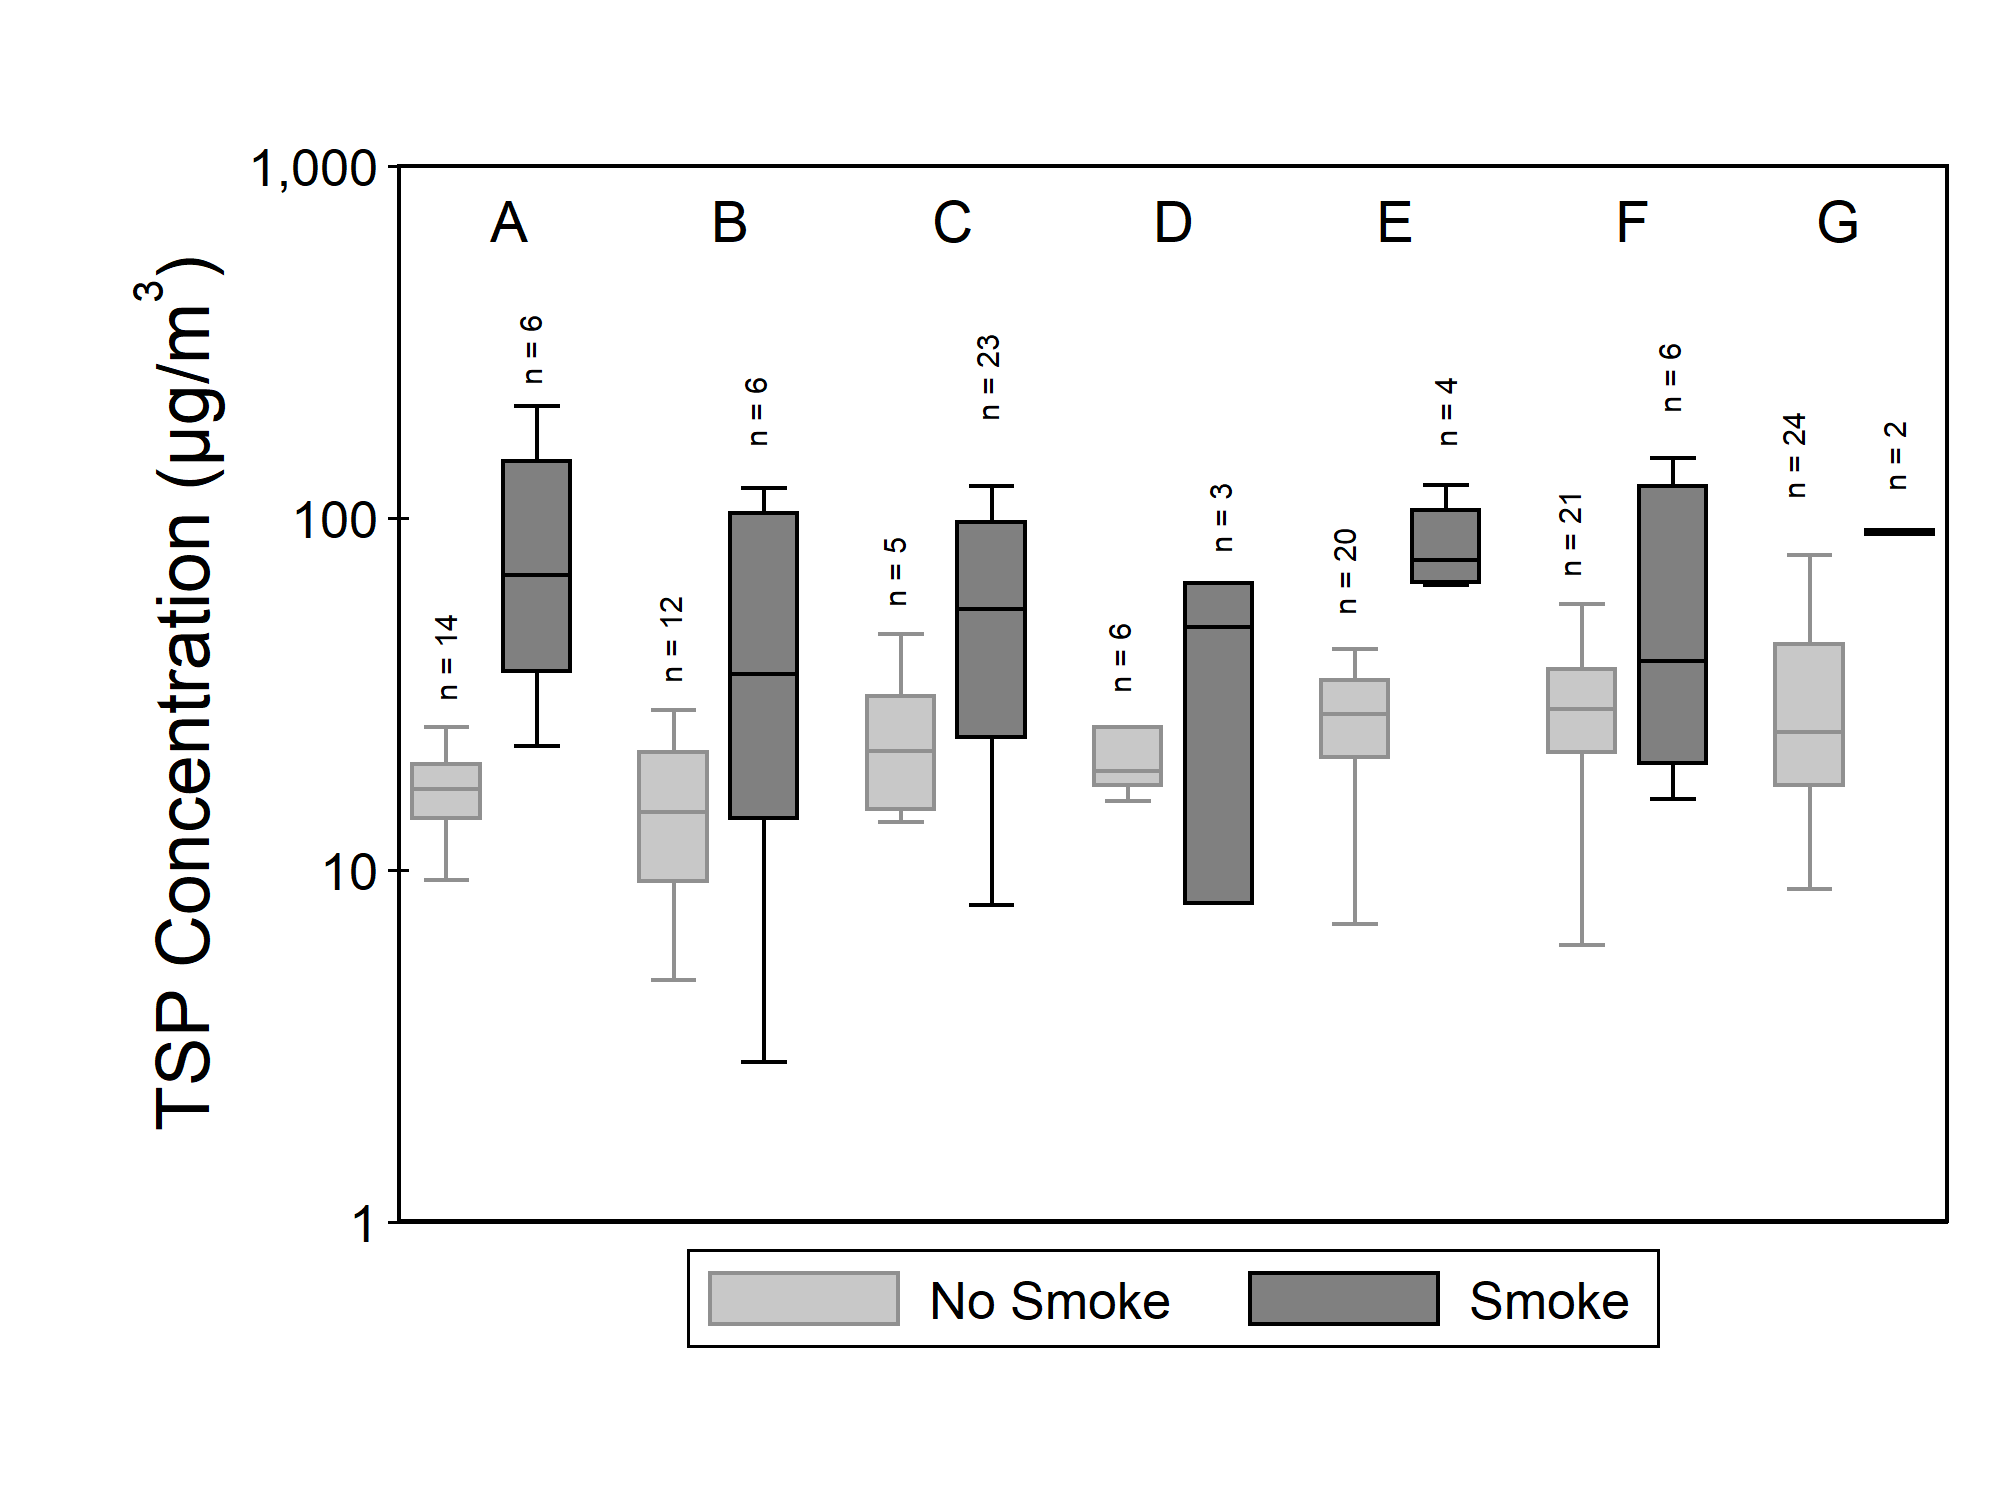 TSP Concentration (µg/m³)
1,000
100
10
1
A B C D E F G
n = 14
n = 6
n = 12
n = 6
n = 5
n = 23
n = 6
n = 3
n = 20
n = 4
n = 21
n = 6
n = 24
n = 2
No Smoke Smoke